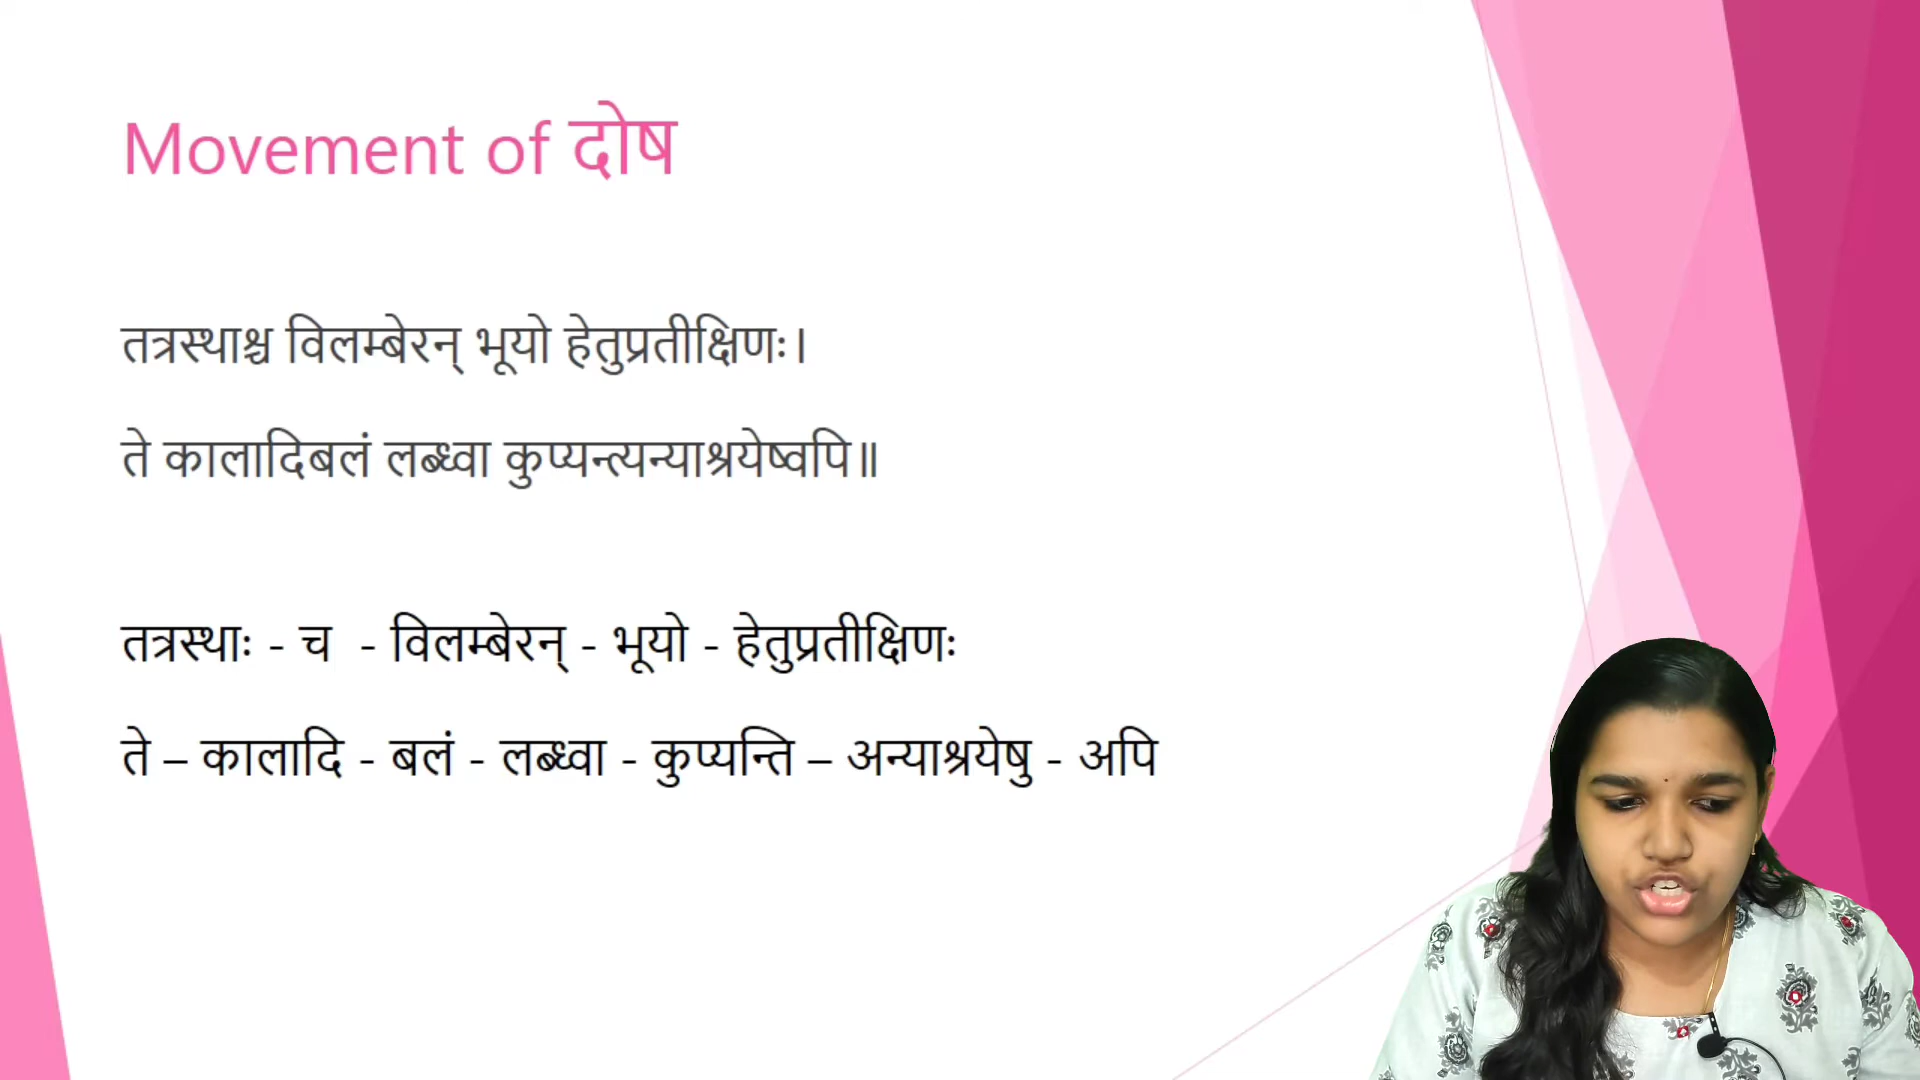 Movement of दोष
तत्रस्थाश्च विलम्बेरन् भूयो हेतुप्रतीक्षिणः।
ते कालादिबलं लब्ध्वा कुप्यन्त्यन्याश्रयेष्वपि॥
तत्रस्थाः - च - विलम्बेरन् - भूयो - हेतुप्रतीक्षिणः
ते – कालादि - बलं - लब्ध्वा - कुप्यन्ति – अन्याश्रयेषु - अपि